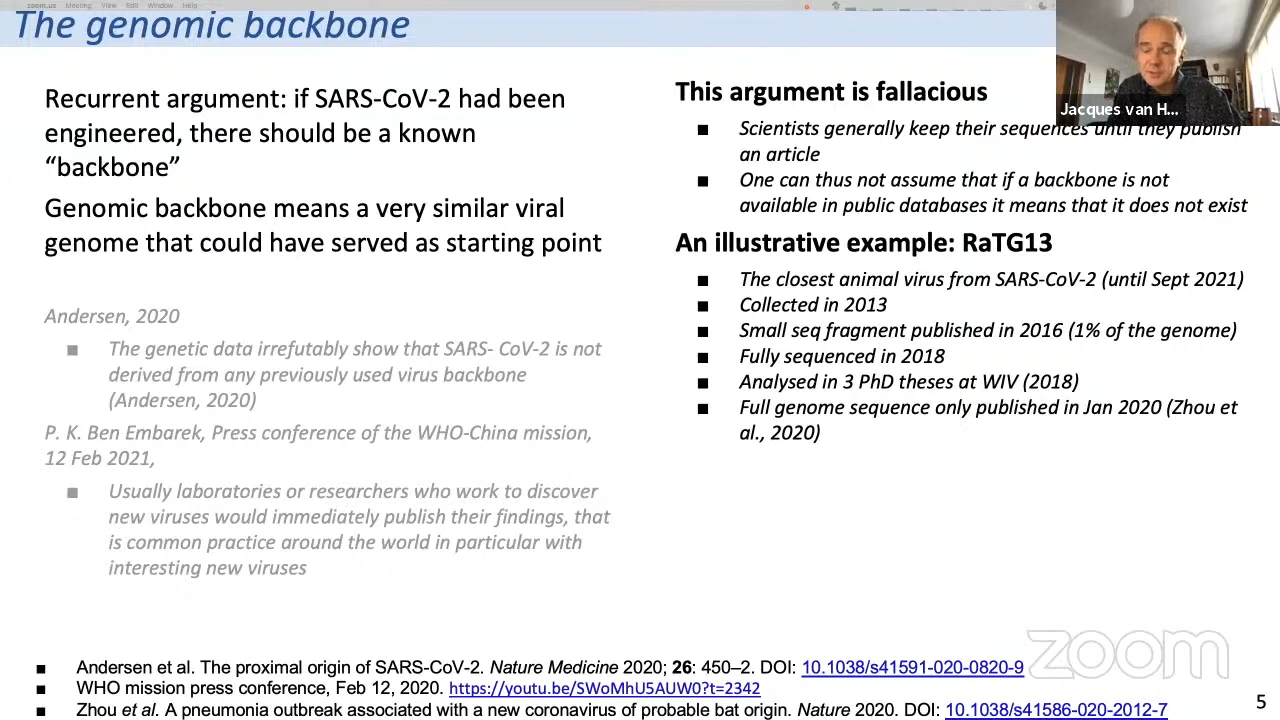 zoom.us Meeting View Edit Window Help
The genomic backbone
Jacques van H...
Recurrent argument: if SARS-CoV-2 had been
engineered, there should be a known
“backbone”
Genomic backbone means a very similar viral
genome that could have served as starting point
Andersen, 2020
■ The genetic data irrefutably show that SARS- CoV-2 is not
derived from any previously used virus backbone
(Andersen, 2020)
P. K. Ben Embarek, Press conference of the WHO-China mission,
12 Feb 2021,
■ Usually laboratories or researchers who work to discover
new viruses would immediately publish their findings, that
is common practice around the world in particular with
interesting new viruses
This argument is fallacious
■ Scientists generally keep their sequences until they publish
an article
■ One can thus not assume that if a backbone is not
available in public databases it means that it does not exist
An illustrative example: RaTG13
■ The closest animal virus from SARS-CoV-2 (until Sept 2021)
■ Collected in 2013
■ Small seq fragment published in 2016 (1% of the genome)
■ Fully sequenced in 2018
■ Analysed in 3 PhD theses at WIV (2018)
■ Full genome sequence only published in Jan 2020 (Zhou et
al., 2020)
zoom
■ Andersen et al. The proximal origin of SARS-CoV-2. Nature Medicine 2020; 26: 450–2. DOI: 10.1038/s41591-020-0820-9
■ WHO mission press conference, Feb 12, 2020. https://youtu.be/SWoMhU5AUW0?t=2342
■ Zhou et al. A pneumonia outbreak associated with a new coronavirus of probable bat origin. Nature 2020. DOI: 10.1038/s41586-020-2012-7
5